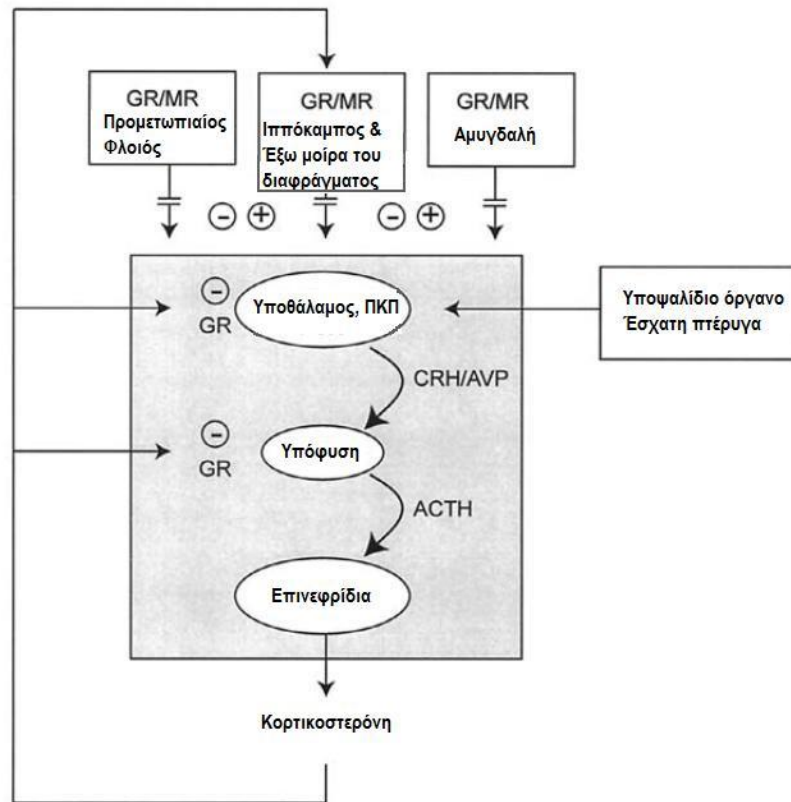 GR/MR
Προμετωπιαίος
Φλοιός
GR/MR
Ιππόκαμπος &
Έξω μοίρα του
διαφράγματος
GR/MR
Αμυγδαλή
- +
- +
-
GR
Υποθάλαμος, ΠΚΠ
Υποψαλίδιο όργανο
Έσχατη πτέρυγα
CRH/AVP
-
GR
Υπόφυση
ACTH
Επινεφρίδια
Κορτικοστερόνη